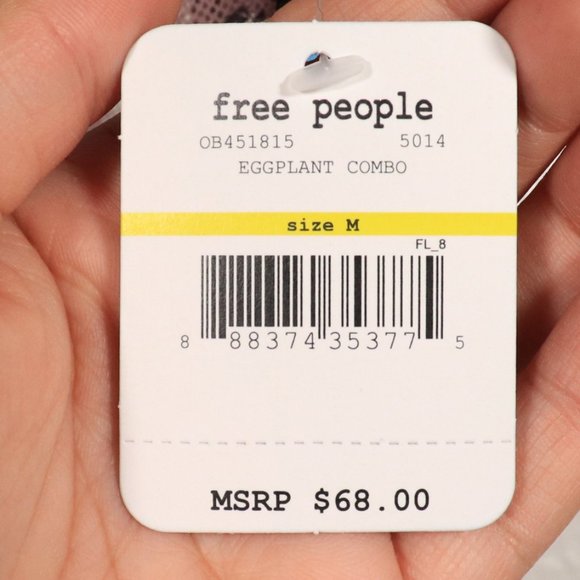 free people
OB451815 5014
EGGPLANT COMBO
size M
FL_8
8 88374 35377 5
MSRP $68.00